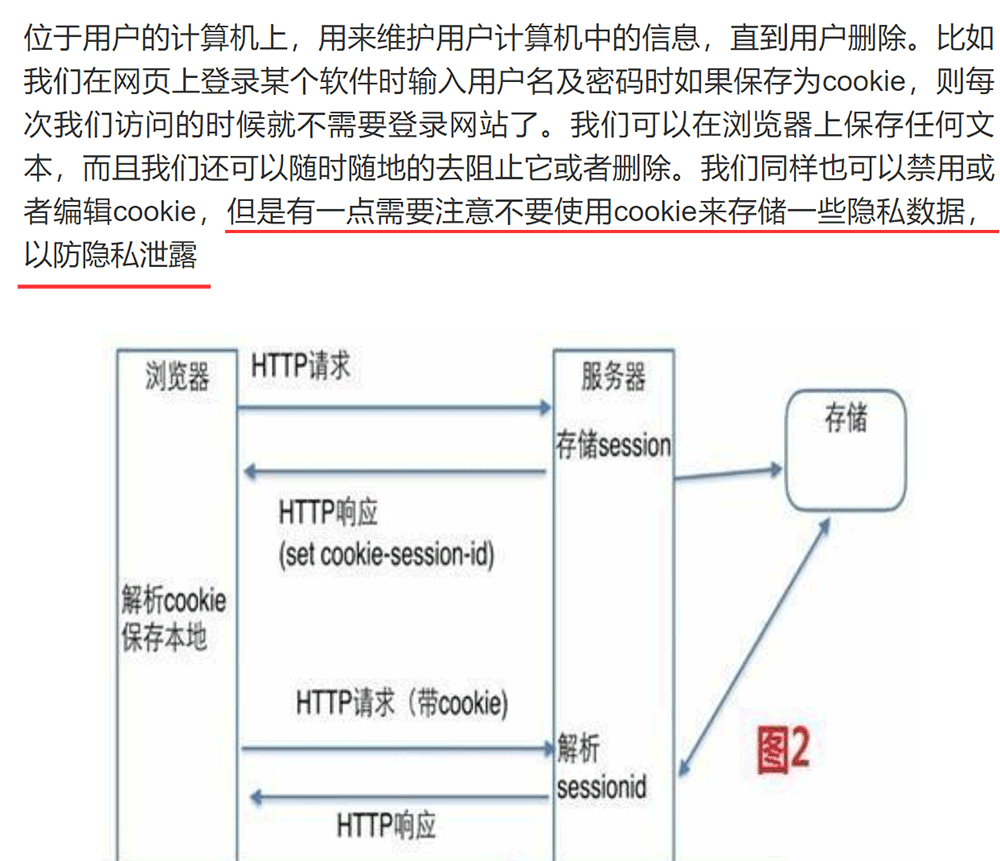 位于用户的计算机上，用来维护用户计算机中的信息，直到用户删除。比如
我们在网页上登录某个软件时输入用户名及密码时如果保存为cookie，则每
次我们访问的时候就不需要登录网站了。我们可以在浏览器上保存任何文
本，而且我们还可以随时随地的去阻止它或者删除。我们同样也可以禁用或
者编辑cookie，但是有一点需要注意不要使用cookie来存储一些隐私数据，
以防隐私泄露
浏览器
HTTP请求
服务器
存储
存储session
HTTP响应
(set cookie-session-id)
解析cookie
保存本地
HTTP请求（带cookie)
图2
解析
sessionid
HTTP响应